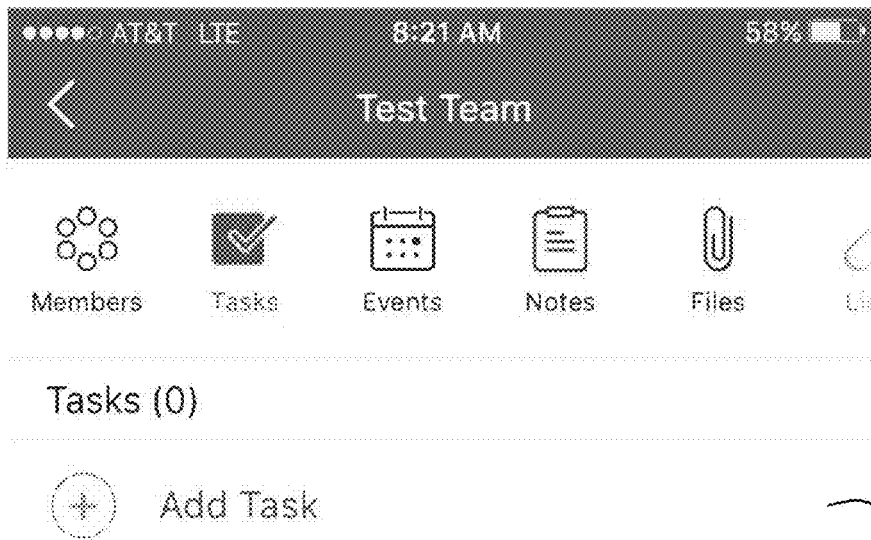 AT&T LTE 8:21 AM 58%
Test Team
Members Tasks Events Notes Files
Tasks (0)
Add Task